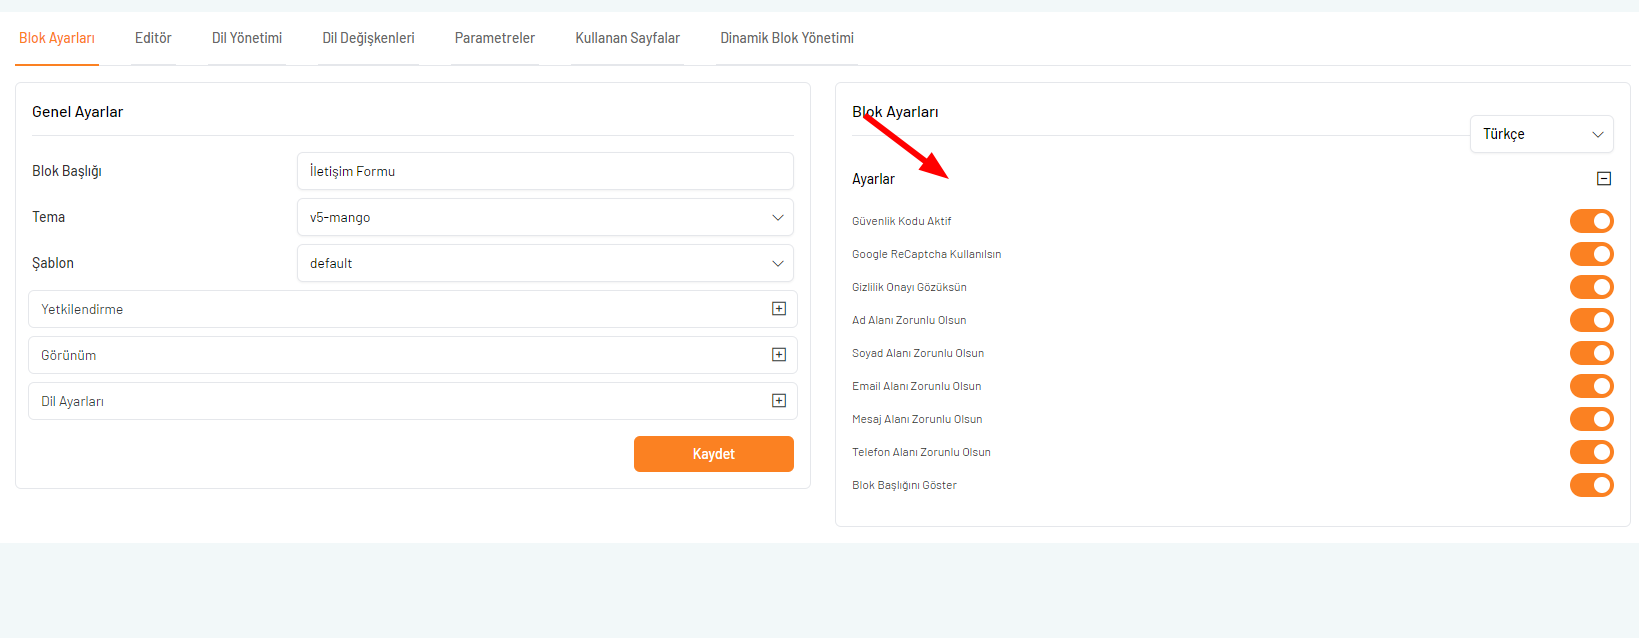 Blok Ayarları Editör Dil Yönetimi Dil Değişkenleri Parametreler Kullanan Sayfalar Dinamik Blok Yönetimi
Genel Ayarlar
Blok Başlığı İletişim Formu
Tema v5-mango
Şablon default
Yetkilendirme
Görünüm
Dil Ayarları
Kaydet
Blok Ayarları
Türkçe
Ayarlar
Güvenlik Kodu Aktif
Google ReCaptcha Kullanılsın
Gizlilik Onayı Gözüksün
Ad Alanı Zorunlu Olsun
Soyad Alanı Zorunlu Olsun
Email Alanı Zorunlu Olsun
Mesaj Alanı Zorunlu Olsun
Telefon Alanı Zorunlu Olsun
Blok Başlığını Göster